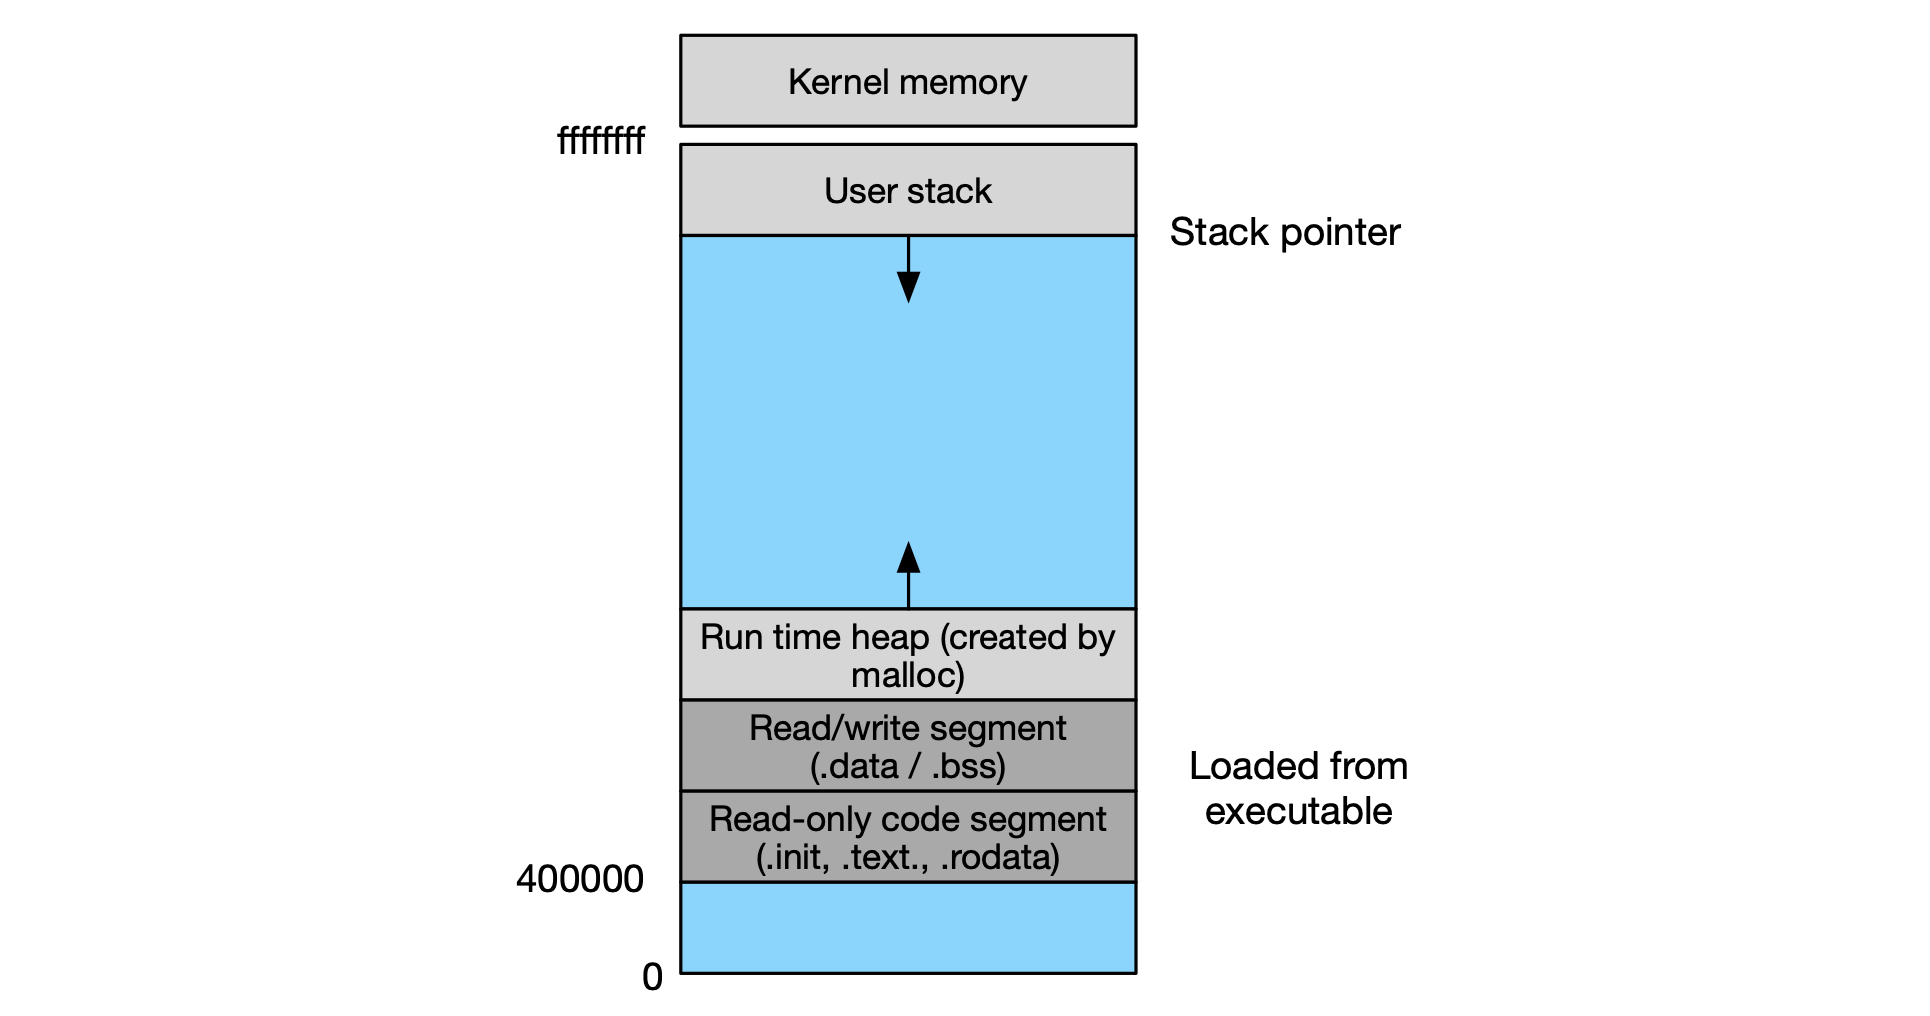 Kernel memory
ffffffff
User stack
Stack pointer
Run time heap (created by
malloc)
Read/write segment
(.data / .bss)
Loaded from
executable
Read-only code segment
(.init, .text., .rodata)
400000
0